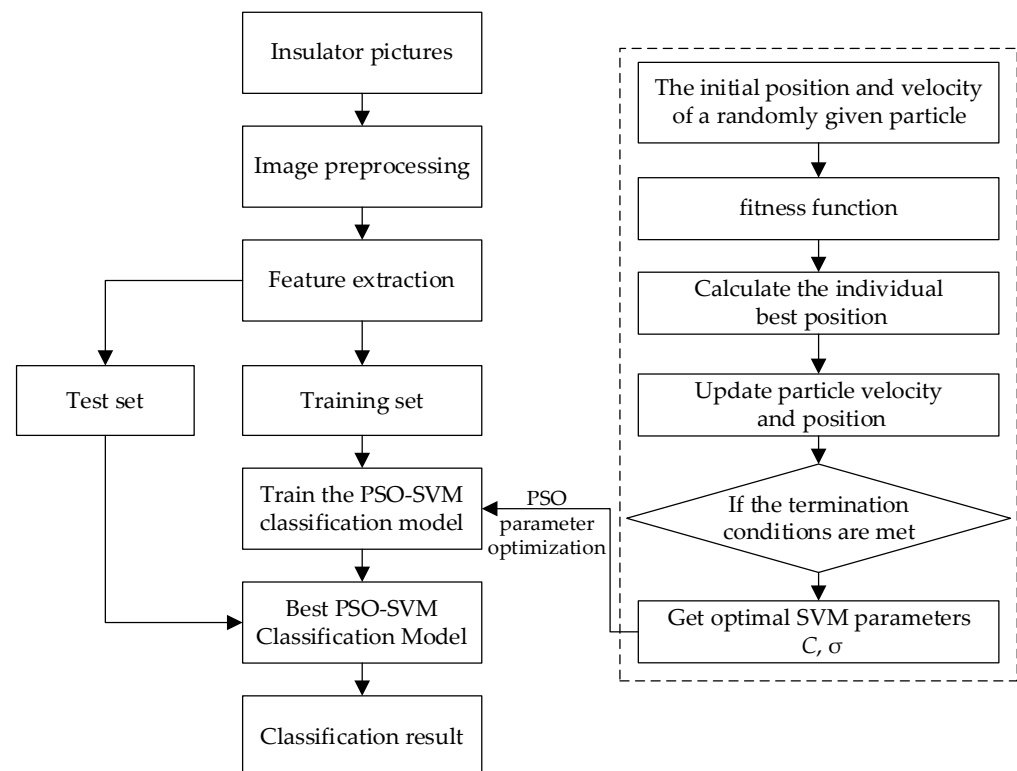 Insulator pictures
Image preprocessing
Feature extraction
Test set
Training set
Train the PSO-SVM
classification model
Best PSO-SVM
Classification Model
Classification result
PSO
parameter
optimization
The initial position and velocity
of a randomly given particle
fitness function
Calculate the individual
best position
Update particle velocity
and position
If the termination
conditions are met
Get optimal SVM parameters
C, σ